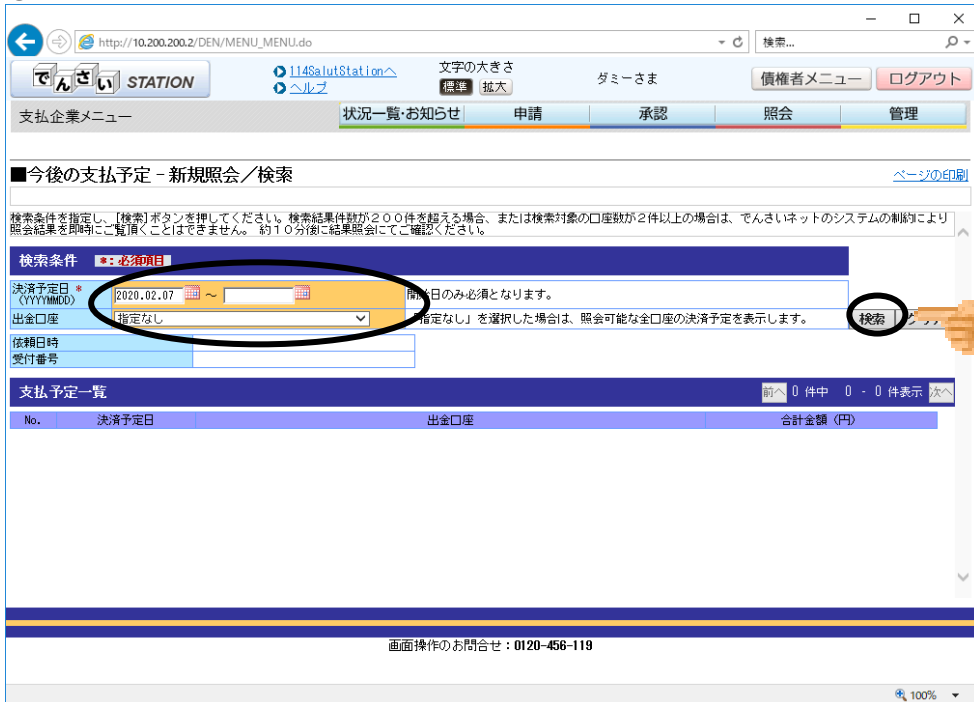 http://10.200.200.2/DEN/MENU_MENU.do
検索...
でんさい STATION
114SalutStationへ
ヘルプ
文字の大きさ
標準 拡大
ダミーさま
債権者メニュー
ログアウト
支払企業メニュー
状況一覧･お知らせ 申請 承認 照会 管理
■今後の支払予定－新規照会／検索
ページの印刷
検索条件を指定し、[検索]ボタンを押してください。検索結果件数が２００件を超える場合、または検索対象の口座数が２件以上の場合は、でんさいネットのシステムの制約により
照会結果を即時にご覧頂くことはできません。 約１０分後に結果照会にてご確認ください。
検索条件 *：必須項目
決済予定日 *
(YYYYMMDD)
2020.02.07 ～
開始日のみ必須となります。
出金口座
指定なし
「指定なし」を選択した場合は、照会可能な全口座の決済予定を表示します。
検索
依頼日時
受付番号
支払予定一覧
前へ 0 件中 0 - 0 件表示 次へ
No. 決済予定日 出金口座 合計金額（円）
画面操作のお問合せ：0120-456-119
100%